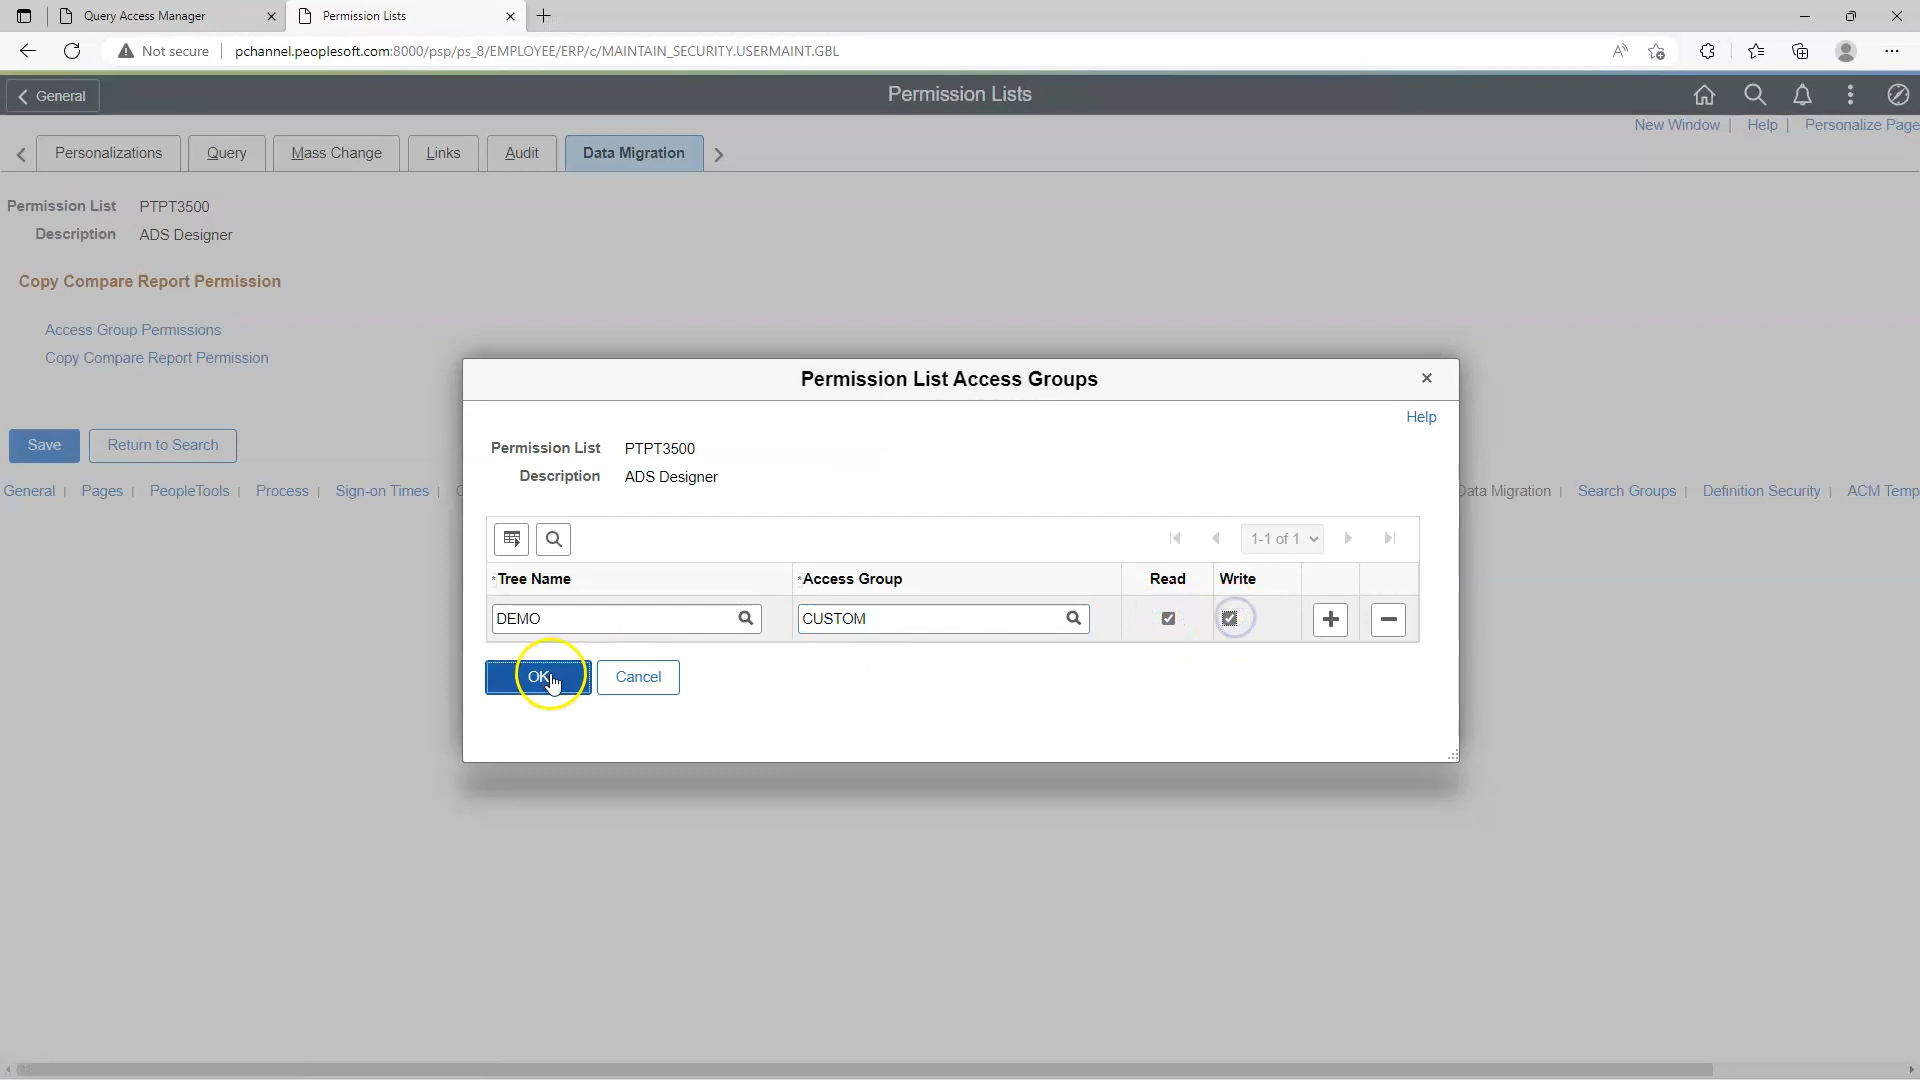 Query Access Manager
Permission Lists
Not secure
pchannel.peoplesoft.com:8000/psp/ps_8/EMPLOYEE/ERP/c/MAINTAIN_SECURITY.USERMAINT.GBL
General
Permission Lists
New Window | Help | Personalize Page
Personalizations
Query
Mass Change
Links
Audit
Data Migration
Permission List PTPT3500
Description ADS Designer
Copy Compare Report Permission
Access Group Permissions
Copy Compare Report Permission
Save
Return to Search
General | Pages | PeopleTools | Process | Sign-on Times |
Data Migration | Search Groups | Definition Security | ACM Temp
Permission List Access Groups
Help
Permission List PTPT3500
Description ADS Designer
1-1 of 1
*Tree Name *Access Group Read Write
DEMO CUSTOM
OK Cancel